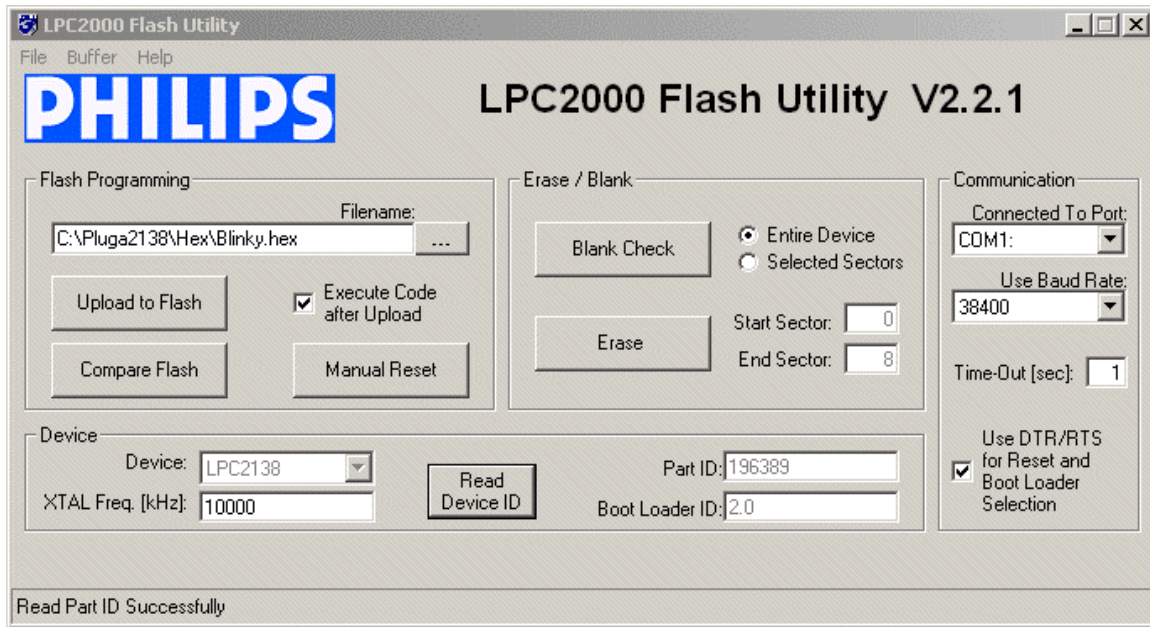 LPC2000 Flash Utility
File Buffer Help
PHILIPS
LPC2000 Flash Utility V2.2.1
Flash Programming
Filename:
C:\Pluga2138\Hex\Blinky.hex
...
Upload to Flash
Execute Code
after Upload
Compare Flash
Manual Reset
Erase / Blank
Blank Check
Entire Device
Selected Sectors
Erase
Start Sector: 0
End Sector: 8
Communication
Connected To Port:
COM1:
Use Baud Rate:
38400
Time-Out [sec]: 1
Use DTR/RTS
for Reset and
Boot Loader
Selection
Device
Device: LPC2138
XTAL Freq. [kHz]: 10000
Read
Device ID
Part ID: 196389
Boot Loader ID: 2.0
Read Part ID Successfully